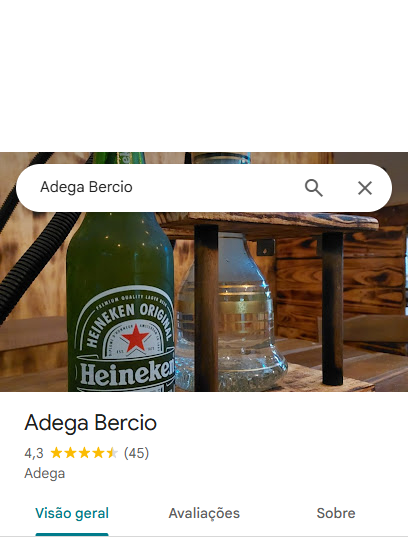 Adega Bercio
PREMIUM QUALITY LAGER BEER
HEINEKEN ORIGINAL
Heineken
Adega Bercio
4,3 (45)
Adega
Visão geral
Avaliações
Sobre